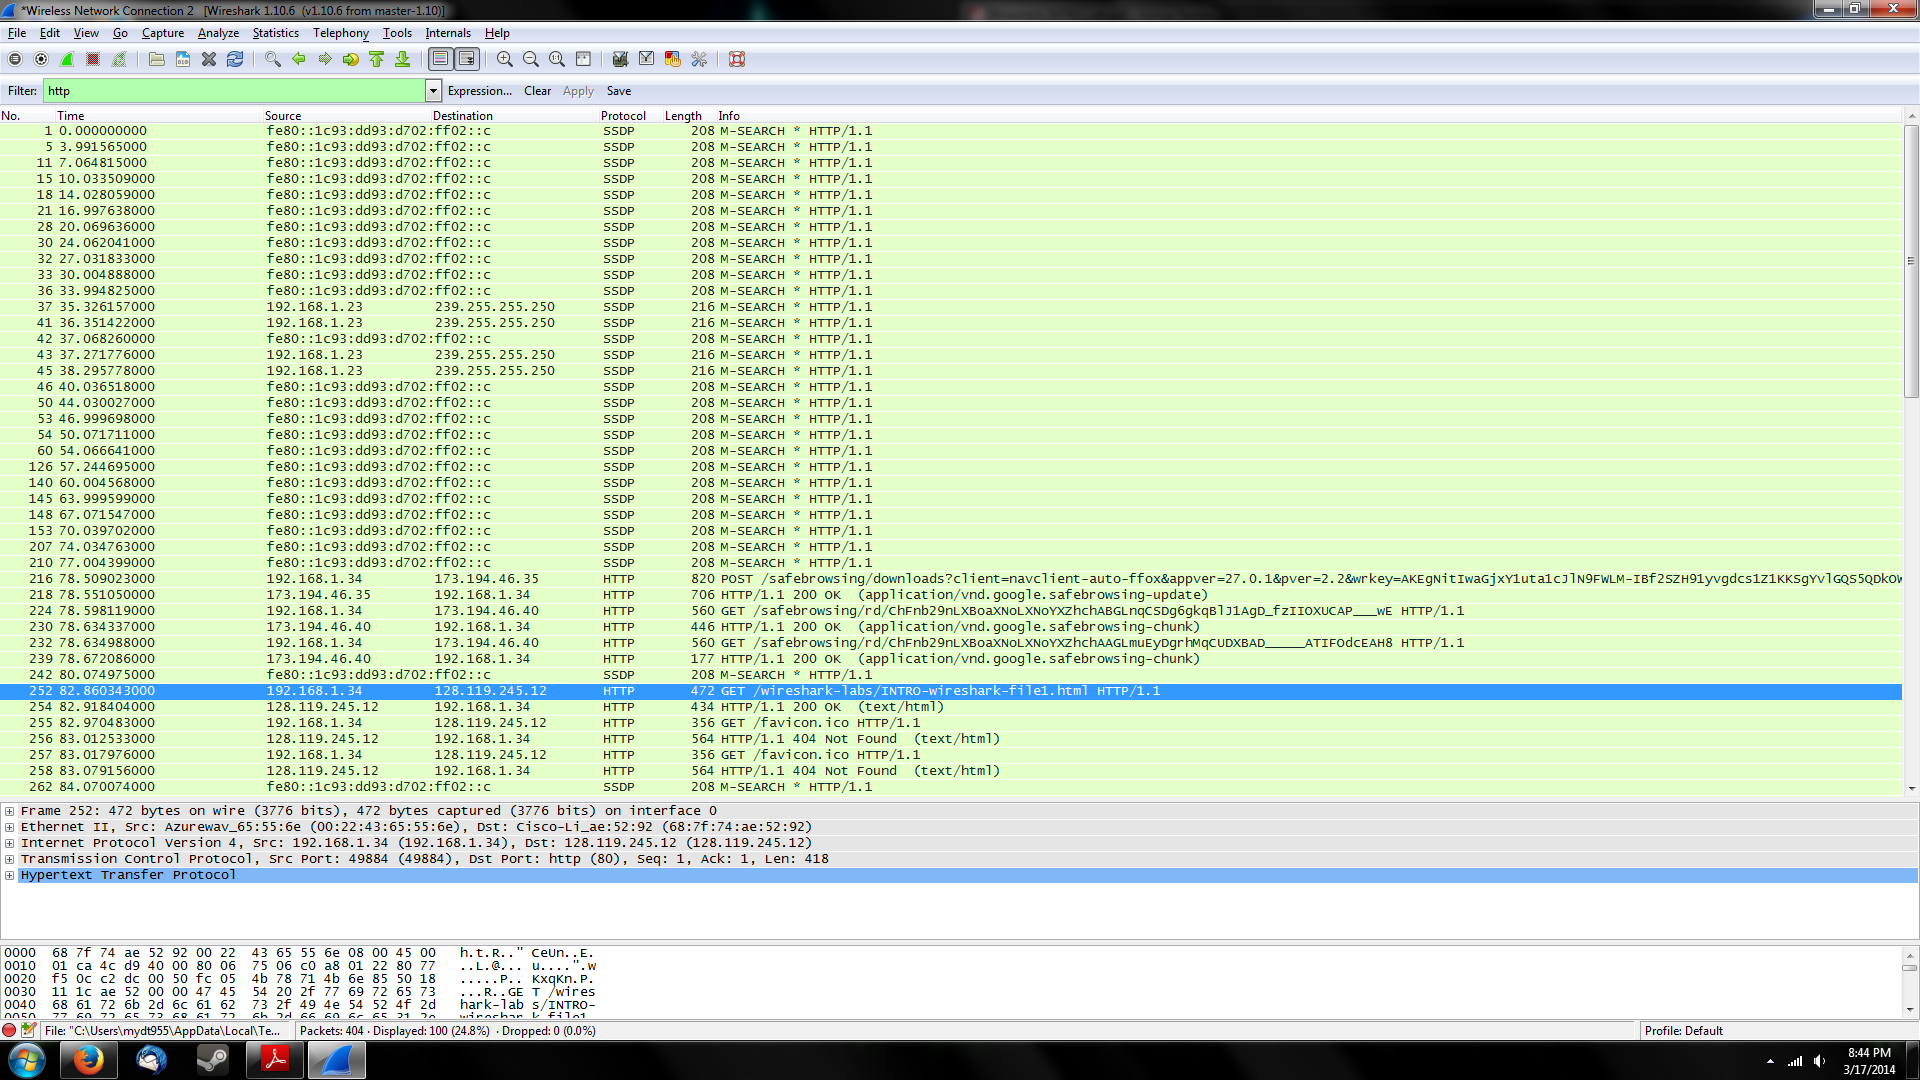 *Wireless Network Connection 2 [Wireshark 1.10.6 (v1.10.6 from master-1.10)]
File Edit View Go Capture Analyze Statistics Telephony Tools Internals Help
Filter: http Expression... Clear Apply Save
No. Time Source Destination Protocol Length Info
1 0.000000000 fe80::1c93:dd93:d702: ff02::c SSDP 208 M-SEARCH * HTTP/1.1
5 3.991565000 fe80::1c93:dd93:d702: ff02::c SSDP 208 M-SEARCH * HTTP/1.1
11 7.064815000 fe80::1c93:dd93:d702: ff02::c SSDP 208 M-SEARCH * HTTP/1.1
15 10.033509000 fe80::1c93:dd93:d702: ff02::c SSDP 208 M-SEARCH * HTTP/1.1
18 14.028059000 fe80::1c93:dd93:d702: ff02::c SSDP 208 M-SEARCH * HTTP/1.1
21 16.997638000 fe80::1c93:dd93:d702: ff02::c SSDP 208 M-SEARCH * HTTP/1.1
28 20.069636000 fe80::1c93:dd93:d702: ff02::c SSDP 208 M-SEARCH * HTTP/1.1
30 24.062041000 fe80::1c93:dd93:d702: ff02::c SSDP 208 M-SEARCH * HTTP/1.1
32 27.031833000 fe80::1c93:dd93:d702: ff02::c SSDP 208 M-SEARCH * HTTP/1.1
33 30.004888000 fe80::1c93:dd93:d702: ff02::c SSDP 208 M-SEARCH * HTTP/1.1
36 33.994825000 fe80::1c93:dd93:d702: ff02::c SSDP 208 M-SEARCH * HTTP/1.1
37 35.326157000 192.168.1.23 239.255.255.250 SSDP 216 M-SEARCH * HTTP/1.1
41 36.351422000 192.168.1.23 239.255.255.250 SSDP 216 M-SEARCH * HTTP/1.1
42 37.068260000 fe80::1c93:dd93:d702: ff02::c SSDP 208 M-SEARCH * HTTP/1.1
43 37.271776000 192.168.1.23 239.255.255.250 SSDP 216 M-SEARCH * HTTP/1.1
45 38.295778000 192.168.1.23 239.255.255.250 SSDP 216 M-SEARCH * HTTP/1.1
46 40.036518000 fe80::1c93:dd93:d702: ff02::c SSDP 208 M-SEARCH * HTTP/1.1
50 44.030027000 fe80::1c93:dd93:d702: ff02::c SSDP 208 M-SEARCH * HTTP/1.1
53 46.999698000 fe80::1c93:dd93:d702: ff02::c SSDP 208 M-SEARCH * HTTP/1.1
54 50.071711000 fe80::1c93:dd93:d702: ff02::c SSDP 208 M-SEARCH * HTTP/1.1
60 54.066641000 fe80::1c93:dd93:d702: ff02::c SSDP 208 M-SEARCH * HTTP/1.1
126 57.244695000 fe80::1c93:dd93:d702: ff02::c SSDP 208 M-SEARCH * HTTP/1.1
140 60.004568000 fe80::1c93:dd93:d702: ff02::c SSDP 208 M-SEARCH * HTTP/1.1
145 63.999599000 fe80::1c93:dd93:d702: ff02::c SSDP 208 M-SEARCH * HTTP/1.1
148 67.071547000 fe80::1c93:dd93:d702: ff02::c SSDP 208 M-SEARCH * HTTP/1.1
153 70.039702000 fe80::1c93:dd93:d702: ff02::c SSDP 208 M-SEARCH * HTTP/1.1
207 74.034763000 fe80::1c93:dd93:d702: ff02::c SSDP 208 M-SEARCH * HTTP/1.1
210 77.004399000 fe80::1c93:dd93:d702: ff02::c SSDP 208 M-SEARCH * HTTP/1.1
216 78.509023000 192.168.1.34 173.194.46.35 HTTP 820 POST /safebrowsing/downloads?client=navclient-auto-ffox&appver=27.0.1&pver=2.2&wrkey=AKEgNitIwaGjxY1uta1cJlN9FWLM-IBf2SZH91yvgdcs1Z1KKSgYvlGQS5QDkOW
218 78.551050000 173.194.46.35 192.168.1.34 HTTP 706 HTTP/1.1 200 OK (application/vnd.google.safebrowsing-update)
224 78.598119000 192.168.1.34 173.194.46.40 HTTP 560 GET /safebrowsing/rd/ChFnb29nLXBoaXNoLXNoYXZhchABGLnqCSDg6gkqBlJ1AgD_fzIIOXUCAP___wE HTTP/1.1
230 78.634337000 173.194.46.40 192.168.1.34 HTTP 446 HTTP/1.1 200 OK (application/vnd.google.safebrowsing-chunk)
232 78.634988000 192.168.1.34 173.194.46.40 HTTP 560 GET /safebrowsing/rd/ChFnb29nLXBoaXNoLXNoYXZhchAAGLmuEyDgrhMqCUDXBAD_____ATIFOdcEAH8 HTTP/1.1
239 78.672086000 173.194.46.40 192.168.1.34 HTTP 177 HTTP/1.1 200 OK (application/vnd.google.safebrowsing-chunk)
242 80.074975000 fe80::1c93:dd93:d702: ff02::c SSDP 208 M-SEARCH * HTTP/1.1
252 82.860343000 192.168.1.34 128.119.245.12 HTTP 472 GET /wireshark-labs/INTRO-wireshark-file1.html HTTP/1.1
254 82.918404000 128.119.245.12 192.168.1.34 HTTP 434 HTTP/1.1 200 OK (text/html)
255 82.970483000 192.168.1.34 128.119.245.12 HTTP 356 GET /favicon.ico HTTP/1.1
256 83.012533000 128.119.245.12 192.168.1.34 HTTP 564 HTTP/1.1 404 Not Found (text/html)
257 83.017976000 192.168.1.34 128.119.245.12 HTTP 356 GET /favicon.ico HTTP/1.1
258 83.079156000 128.119.245.12 192.168.1.34 HTTP 564 HTTP/1.1 404 Not Found (text/html)
262 84.070074000 fe80::1c93:dd93:d702: ff02::c SSDP 208 M-SEARCH * HTTP/1.1
Frame 252: 472 bytes on wire (3776 bits), 472 bytes captured (3776 bits) on interface 0
Ethernet II, Src: Azurewav_65:55:6e (00:22:43:65:55:6e), Dst: Cisco-Li_ae:52:92 (68:7f:74:ae:52:92)
Internet Protocol Version 4, Src: 192.168.1.34 (192.168.1.34), Dst: 128.119.245.12 (128.119.245.12)
Transmission Control Protocol, Src Port: 49884 (49884), Dst Port: http (80), Seq: 1, Ack: 1, Len: 418
Hypertext Transfer Protocol
0000 68 7f 74 ae 52 92 00 22 43 65 55 6e 08 00 45 00 h.t.R.." CeUn..E.
0010 01 ca 4c d9 40 00 80 06 75 06 c0 a8 01 22 80 77 ..L.@... u....".w
0020 f5 0c c2 dc 00 50 fc 05 4b 78 71 4b 6e 85 50 18 .....P.. KxqKn.P.
0030 11 1c ae 52 00 00 47 45 54 20 2f 77 69 72 65 73 ...R..GE T /wires
0040 68 61 72 6b 2d 6c 61 62 73 2f 49 4e 54 52 4f 2d hark-lab s/INTRO-
0050 77 69 72 65 73 68 61 72 6b 2d 66 69 6c 65 31 2e wireshar k-file1.
File: "C:\Users\mydt955\AppData\Local\Te... Packets: 404 · Displayed: 100 (24.8%) · Dropped: 0 (0.0%) Profile: Default
8:44 PM
3/17/2014